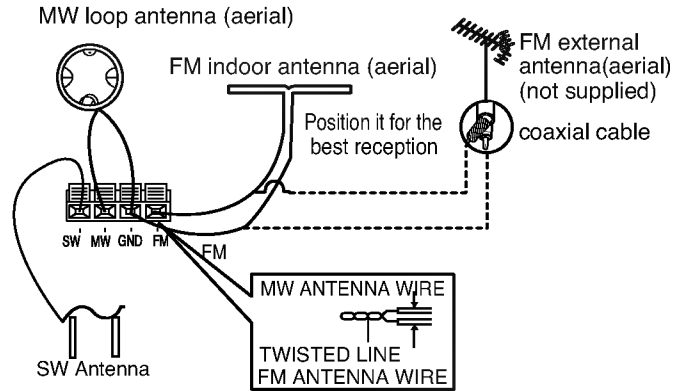 MW loop antenna (aerial)
FM indoor antenna (aerial)
FM external
antenna(aerial)
(not supplied)
Position it for the
best reception
coaxial cable
SW MW GND FM
FM
MW ANTENNA WIRE
TWISTED LINE
FM ANTENNA WIRE
SW Antenna